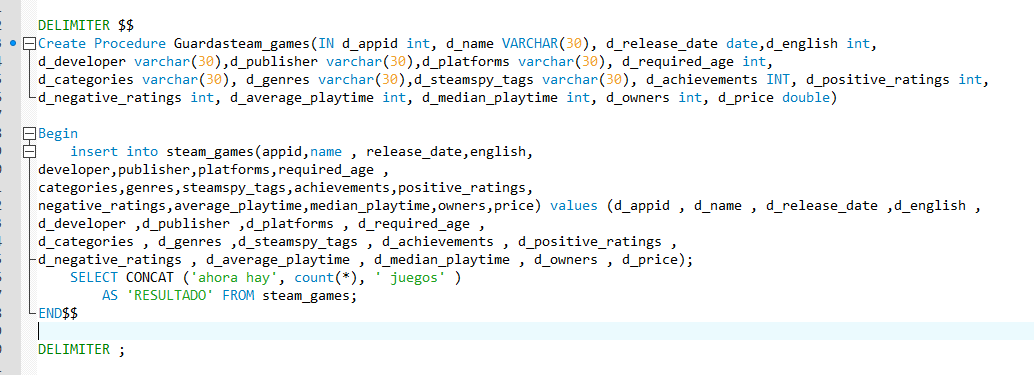 DELIMITER $$
Create Procedure Guardasteam_games(IN d_appid int, d_name VARCHAR(30), d_release_date date,d_english int,
d_developer varchar(30),d_publisher varchar(30),d_platforms varchar(30), d_required_age int,
d_categories varchar(30), d_genres varchar(30),d_steamspy_tags varchar(30), d_achievements INT, d_positive_ratings int,
d_negative_ratings int, d_average_playtime int, d_median_playtime int, d_owners int, d_price double)
Begin
insert into steam_games(appid,name , release_date,english,
developer,publisher,platforms,required_age ,
categories,genres,steamspy_tags,achievements,positive_ratings,
negative_ratings,average_playtime,median_playtime,owners,price) values (d_appid , d_name , d_release_date ,d_english ,
d_developer ,d_publisher ,d_platforms , d_required_age ,
d_categories , d_genres ,d_steamspy_tags , d_achievements , d_positive_ratings ,
d_negative_ratings , d_average_playtime , d_median_playtime , d_owners , d_price);
SELECT CONCAT ('ahora hay', count(*), ' juegos' )
AS 'RESULTADO' FROM steam_games;
END$$
DELIMITER ;